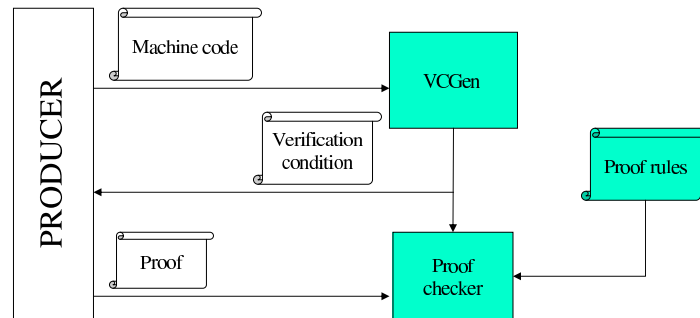 Machine code
VCGen
PRODUCER
Verification
condition
Proof rules
Proof
Proof
checker